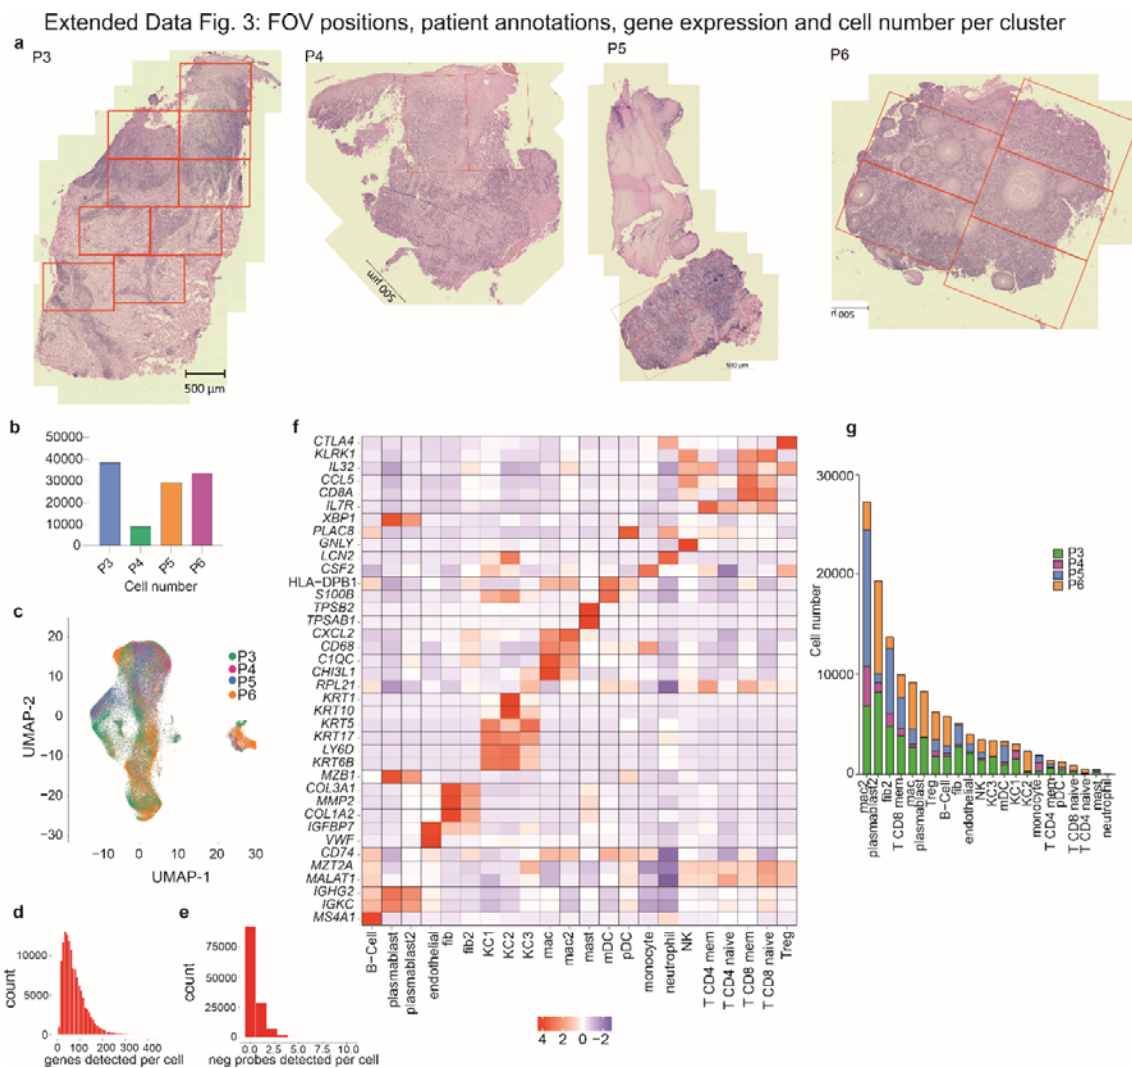 Extended Data Fig. 3: FOV positions, patient annotations, gene expression and cell number per cluster
a
P3
P4
P5
P6
500 µm
500 µm
500 µm
500 µ
b
50000
40000
30000
20000
10000
0
P3
P4
P5
P6
Cell number
c
UMAP-2
20
10
0
−10
−20
−30
P3
P4
P5
P6
−10
0
10
20
30
UMAP-1
d
count
10000
5000
0
0
100
200
300
400
genes detected per cell
e
count
75000
50000
25000
0
0.0
2.5
5.0
7.5
10.0
neg probes detected per cell
f
CTLA4
KLRK1
IL32
CCL5
CD8A
IL7R
XBP1
PLAC8
GNLY
LCN2
CSF2
HLA−DPB1
S100B
TPSB2
TPSAB1
CXCL2
CD68
C1QC
CHI3L1
RPL21
KRT1
KRT10
KRT5
KRT17
LY6D
KRT6B
MZB1
COL3A1
MMP2
COL1A2
IGFBP7
VWF
CD74
MZT2A
MALAT1
IGHG2
IGKC
MS4A1
B-Cell
plasmablast
plasmablast2
endothelial
fib
fib2
KC1
KC2
KC3
mac
mac2
mast
mDC
pDC
monocyte
neutrophil
NK
T CD4 mem
T CD4 naive
T CD8 mem
T CD8 naive
Treg
4
2
0
−2
g
Cell number
30000
20000
10000
0
P3
P4
P5
P6
mac2
plasmablast2
fib2
T CD8 mem
mac
plasmablast
Treg
B-Cell
fib
endothelial
NK
KC3
mDC
KC1
KC2
monocyte
T CD4 mem
pDC
T CD8 naive
T CD4 naive
mast
neutrophil